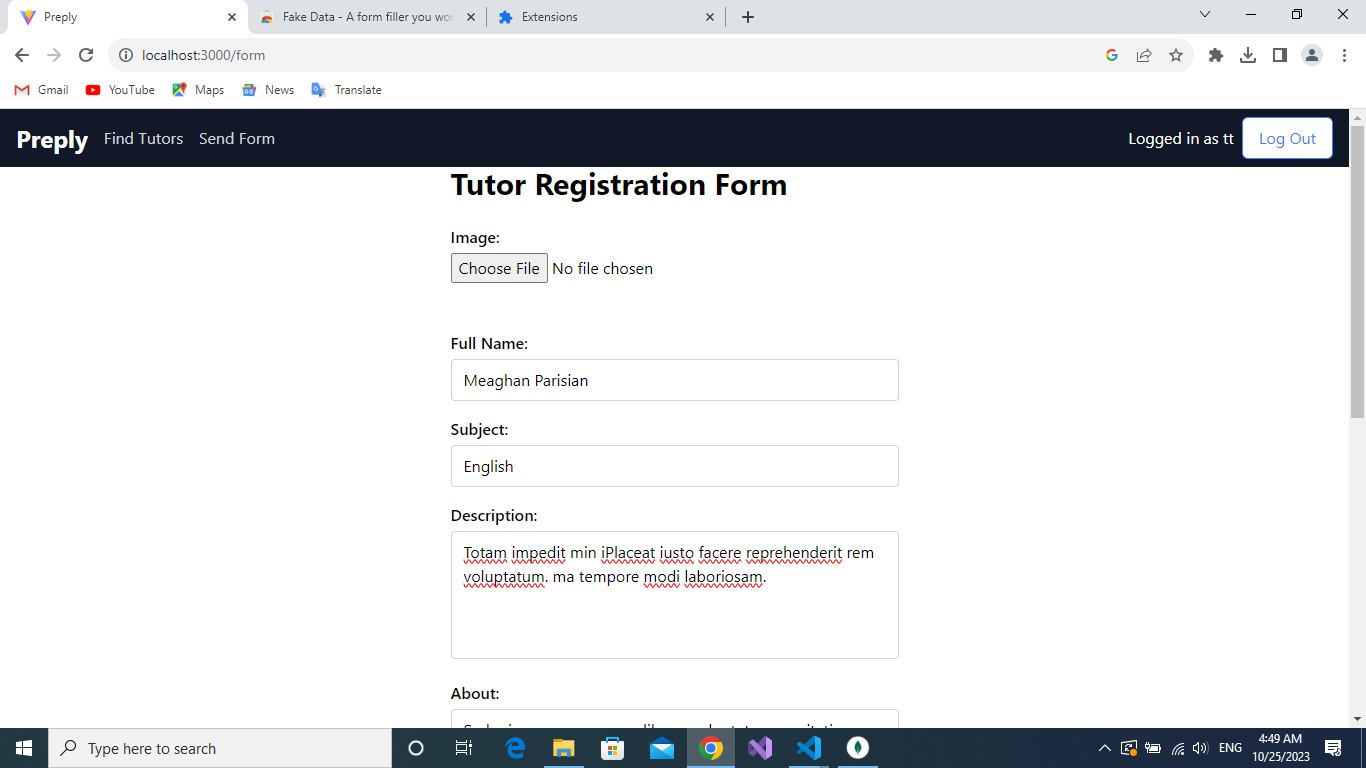 Preply
Fake Data - A form filler you wo
Extensions
localhost:3000/form
Gmail
YouTube
Maps
News
Translate
Preply
Find Tutors
Send Form
Logged in as tt
Log Out
Tutor Registration Form
Image:
Choose File No file chosen
Full Name:
Meaghan Parisian
Subject:
English
Description:
Totam impedit min iPlaceat iusto facere reprehenderit rem
voluptatum. ma tempore modi laboriosam.
About:
Type here to search
ENG
4:49 AM
10/25/2023